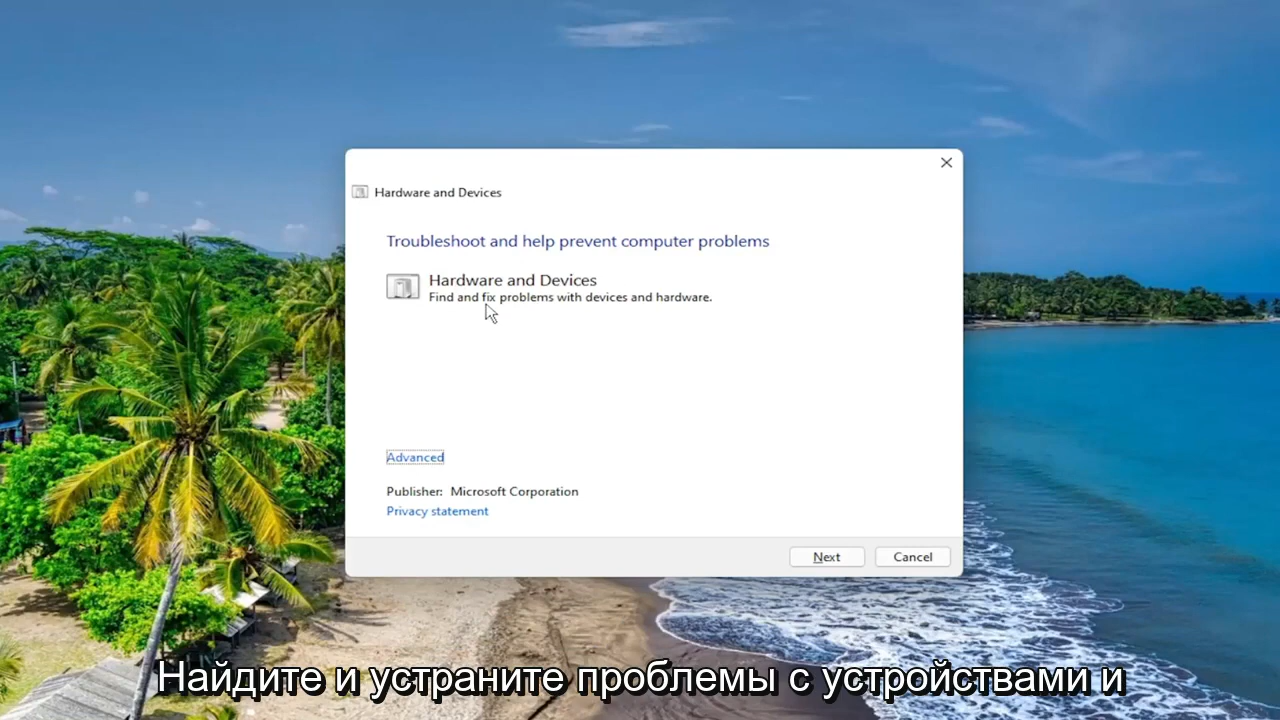 Hardware and Devices
Troubleshoot and help prevent computer problems
Hardware and Devices
Find and fix problems with devices and hardware.
Advanced
Publisher: Microsoft Corporation
Privacy statement
Next Cancel
Найдите и устраните проблемы с устройствами и